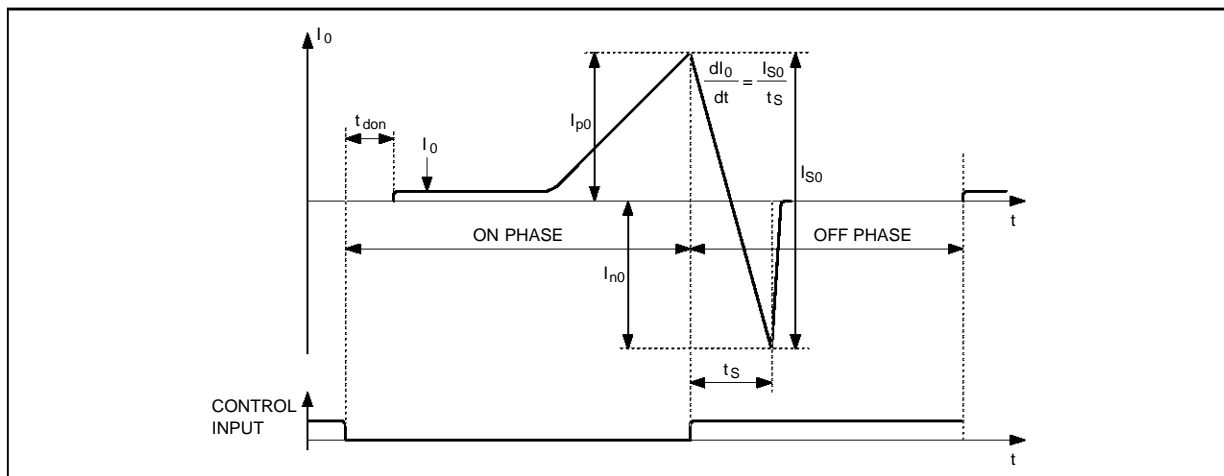 I0
dI0
dt
=
IS0
tS
tdon
Ip0
I0
IS0
t
ON PHASE
OFF PHASE
In0
tS
CONTROL
INPUT
t